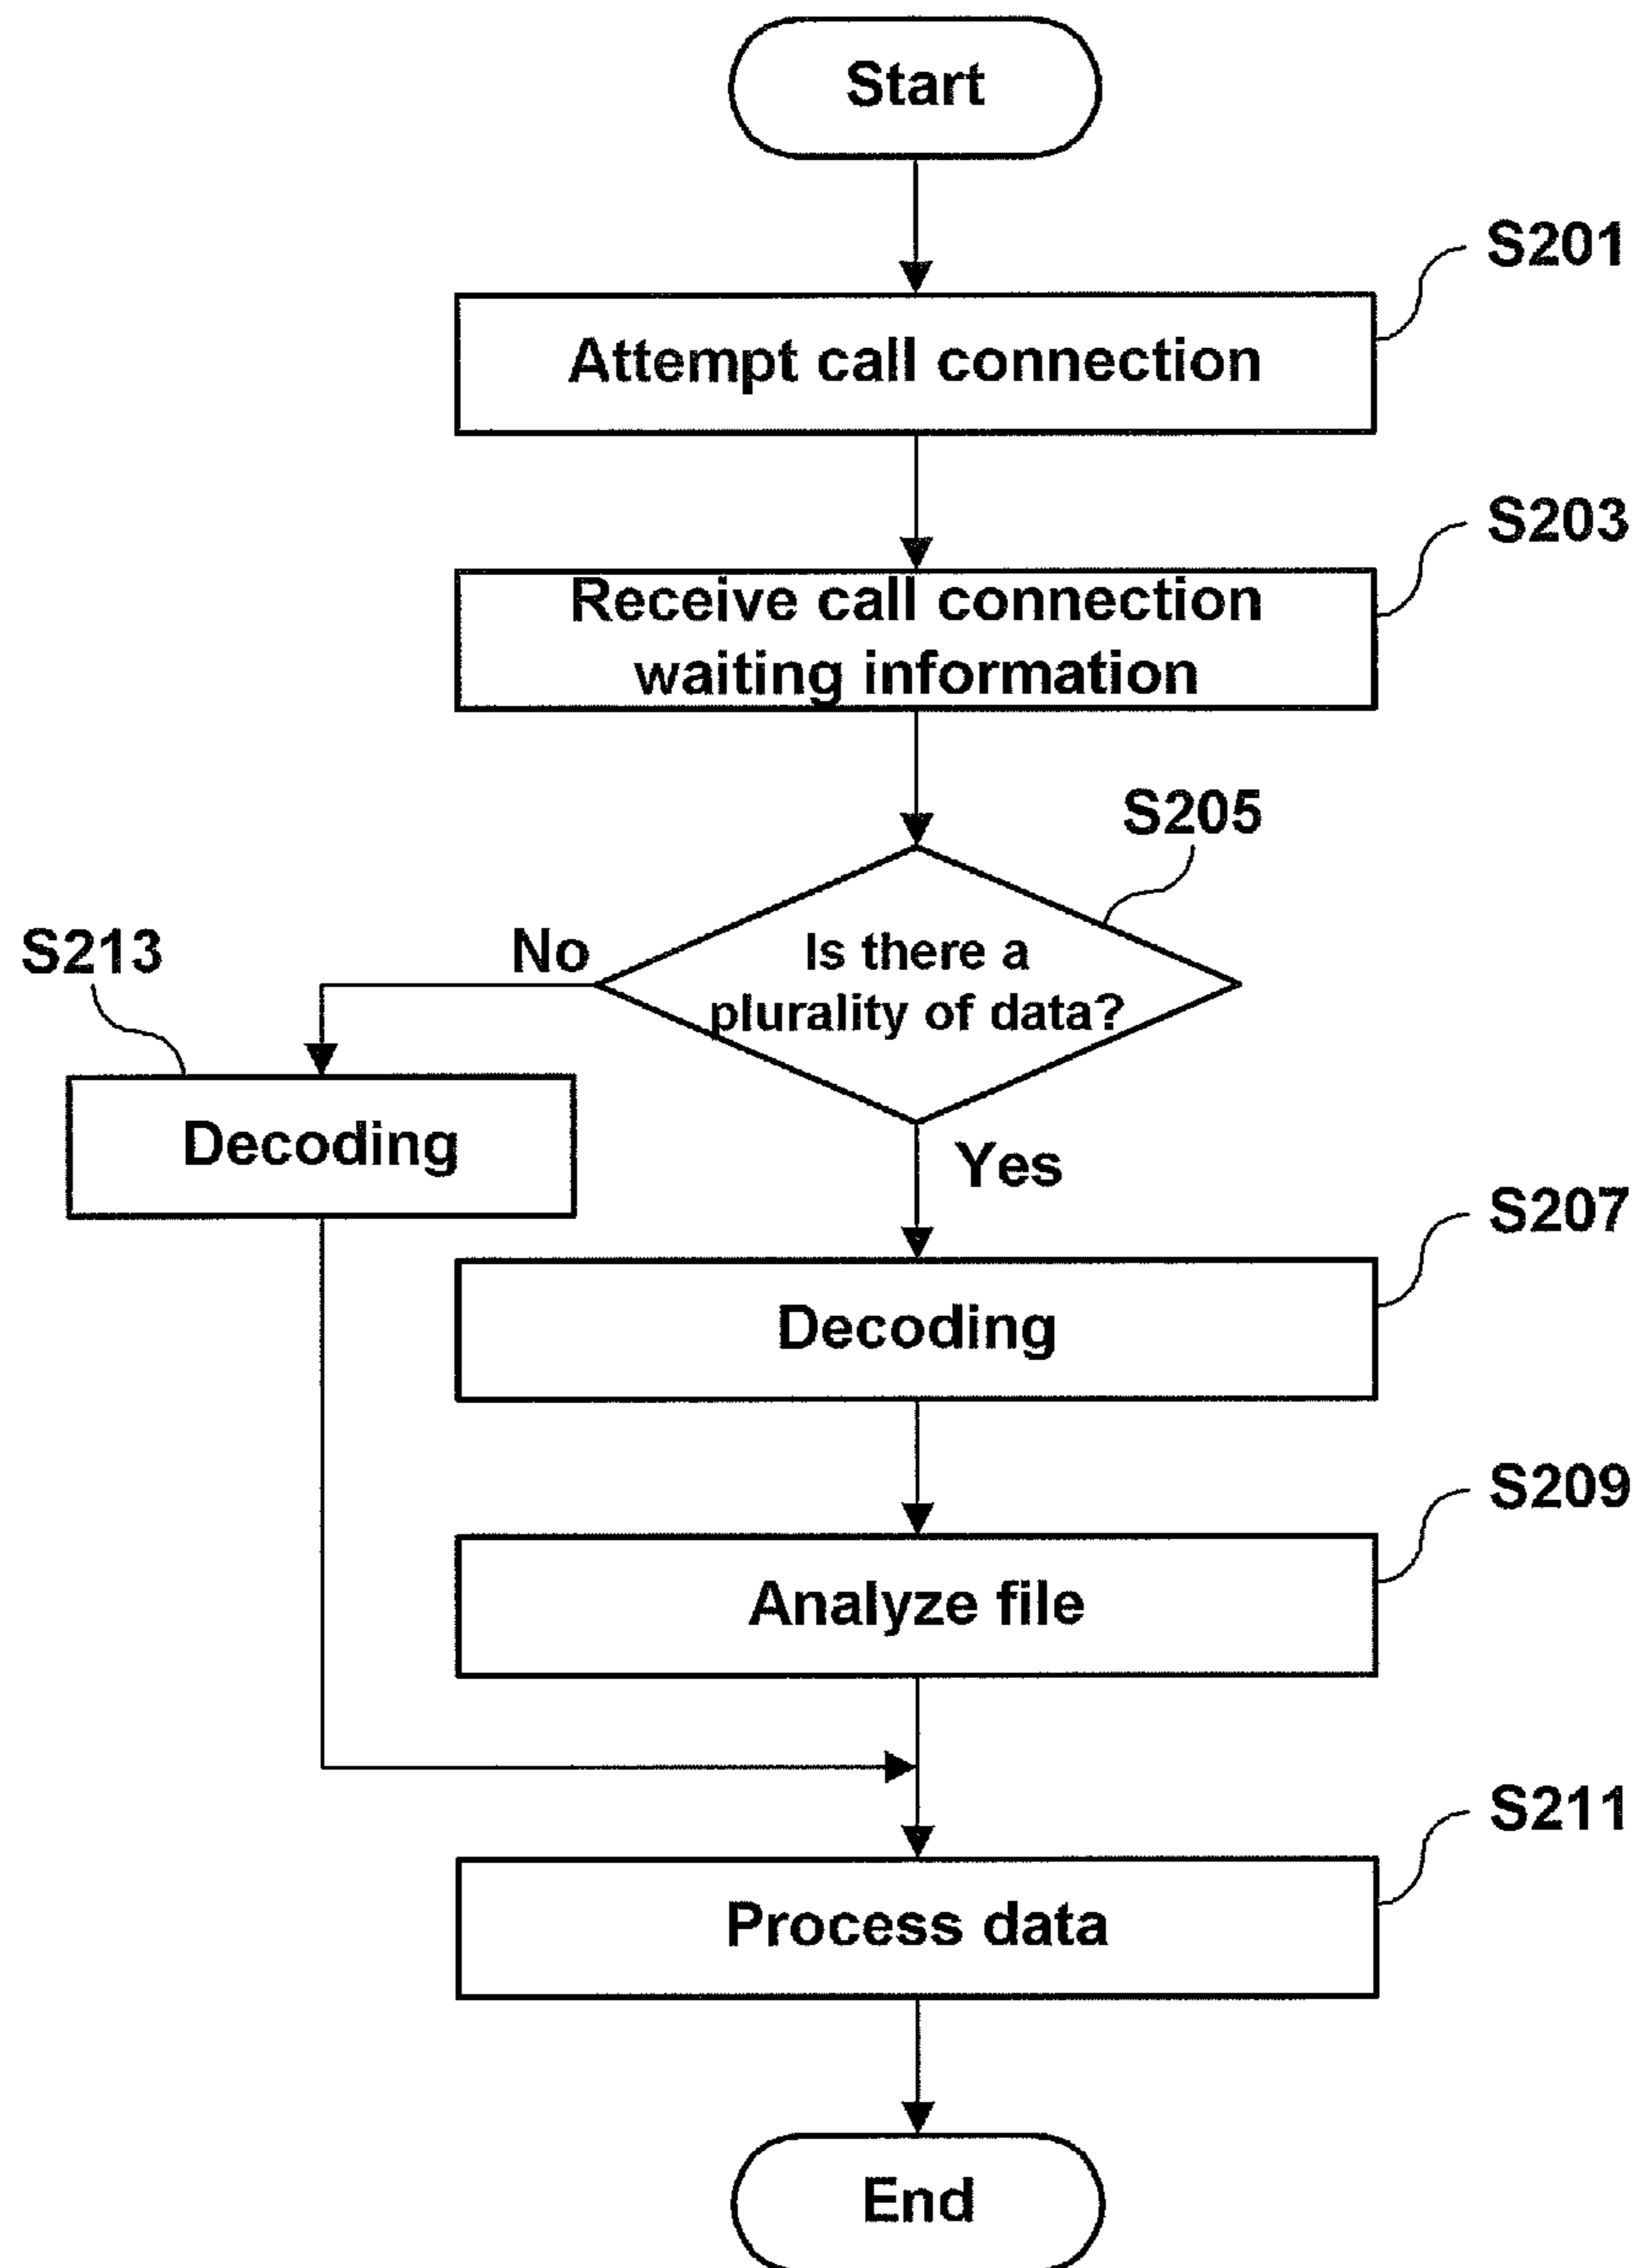 Start
S201
Attempt call connection
S203
Receive call connection
waiting information
S205
Is there a
plurality of data?
No
S213
Decoding
Yes
S207
Decoding
S209
Analyze file
S211
Process data
End